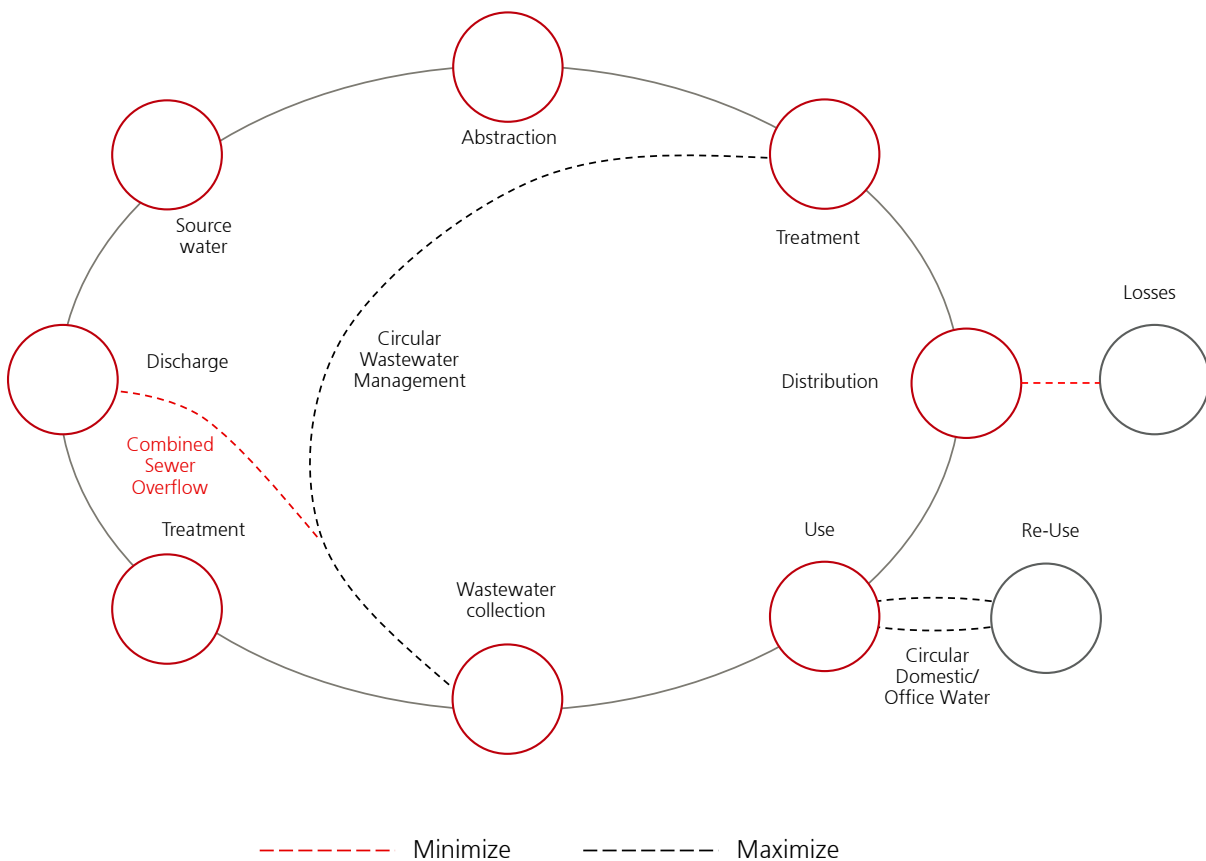 Abstraction
Source
water
Treatment
Losses
Circular
Wastewater
Management
Discharge
Distribution
Combined
Sewer
Overflow
Treatment
Use
Re-Use
Wastewater
collection
Circular
Domestic/
Office Water
Minimize
Maximize